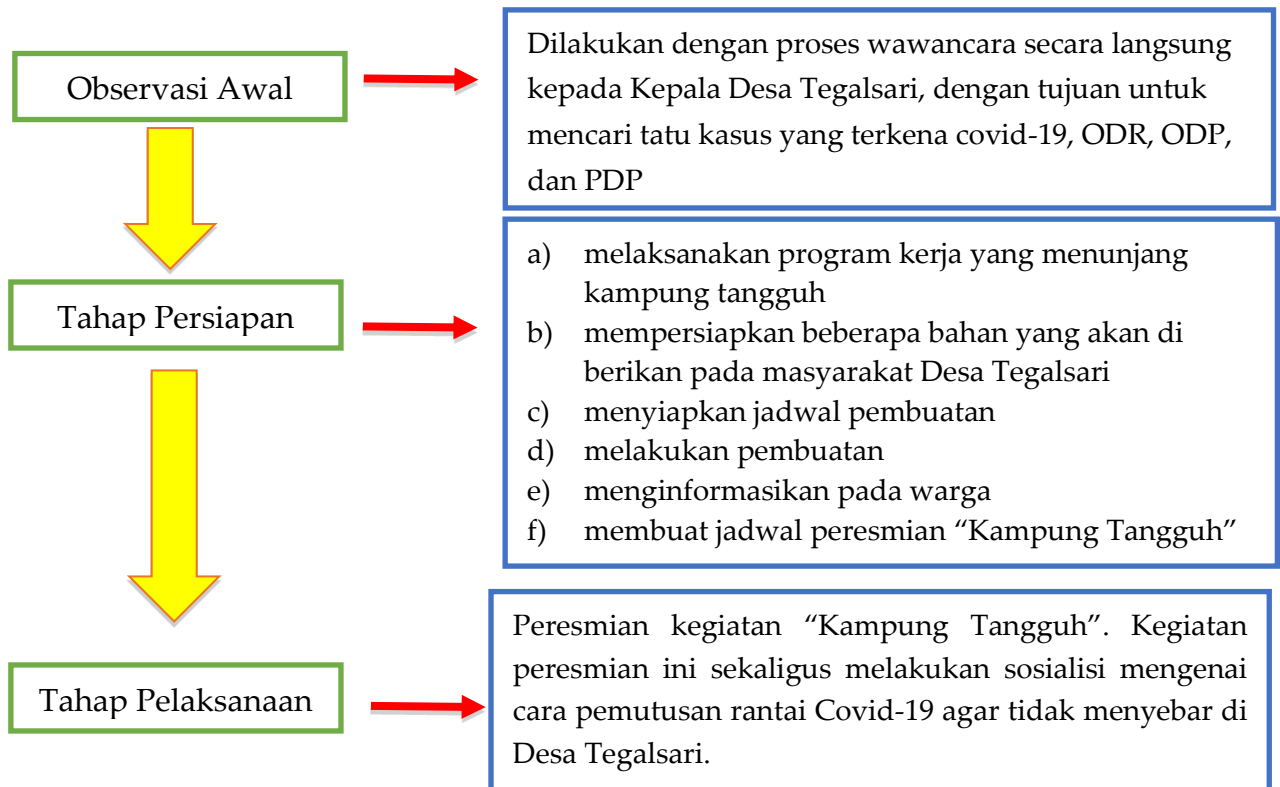 Observasi Awal
Dilakukan dengan proses wawancara secara langsung
kepada Kepala Desa Tegalsari, dengan tujuan untuk
mencari tatu kasus yang terkena covid-19, ODR, ODP,
dan PDP
Tahap Persiapan
a) melaksanakan program kerja yang menunjang
kampung tangguh
b) mempersiapkan beberapa bahan yang akan di
berikan pada masyarakat Desa Tegalsari
c) menyiapkan jadwal pembuatan
d) melakukan pembuatan
e) menginformasikan pada warga
f) membuat jadwal peresmian “Kampung Tangguh”
Tahap Pelaksanaan
Peresmian kegiatan “Kampung Tangguh”. Kegiatan
peresmian ini sekaligus melakukan sosialisi mengenai
cara pemutusan rantai Covid-19 agar tidak menyebar di
Desa Tegalsari.